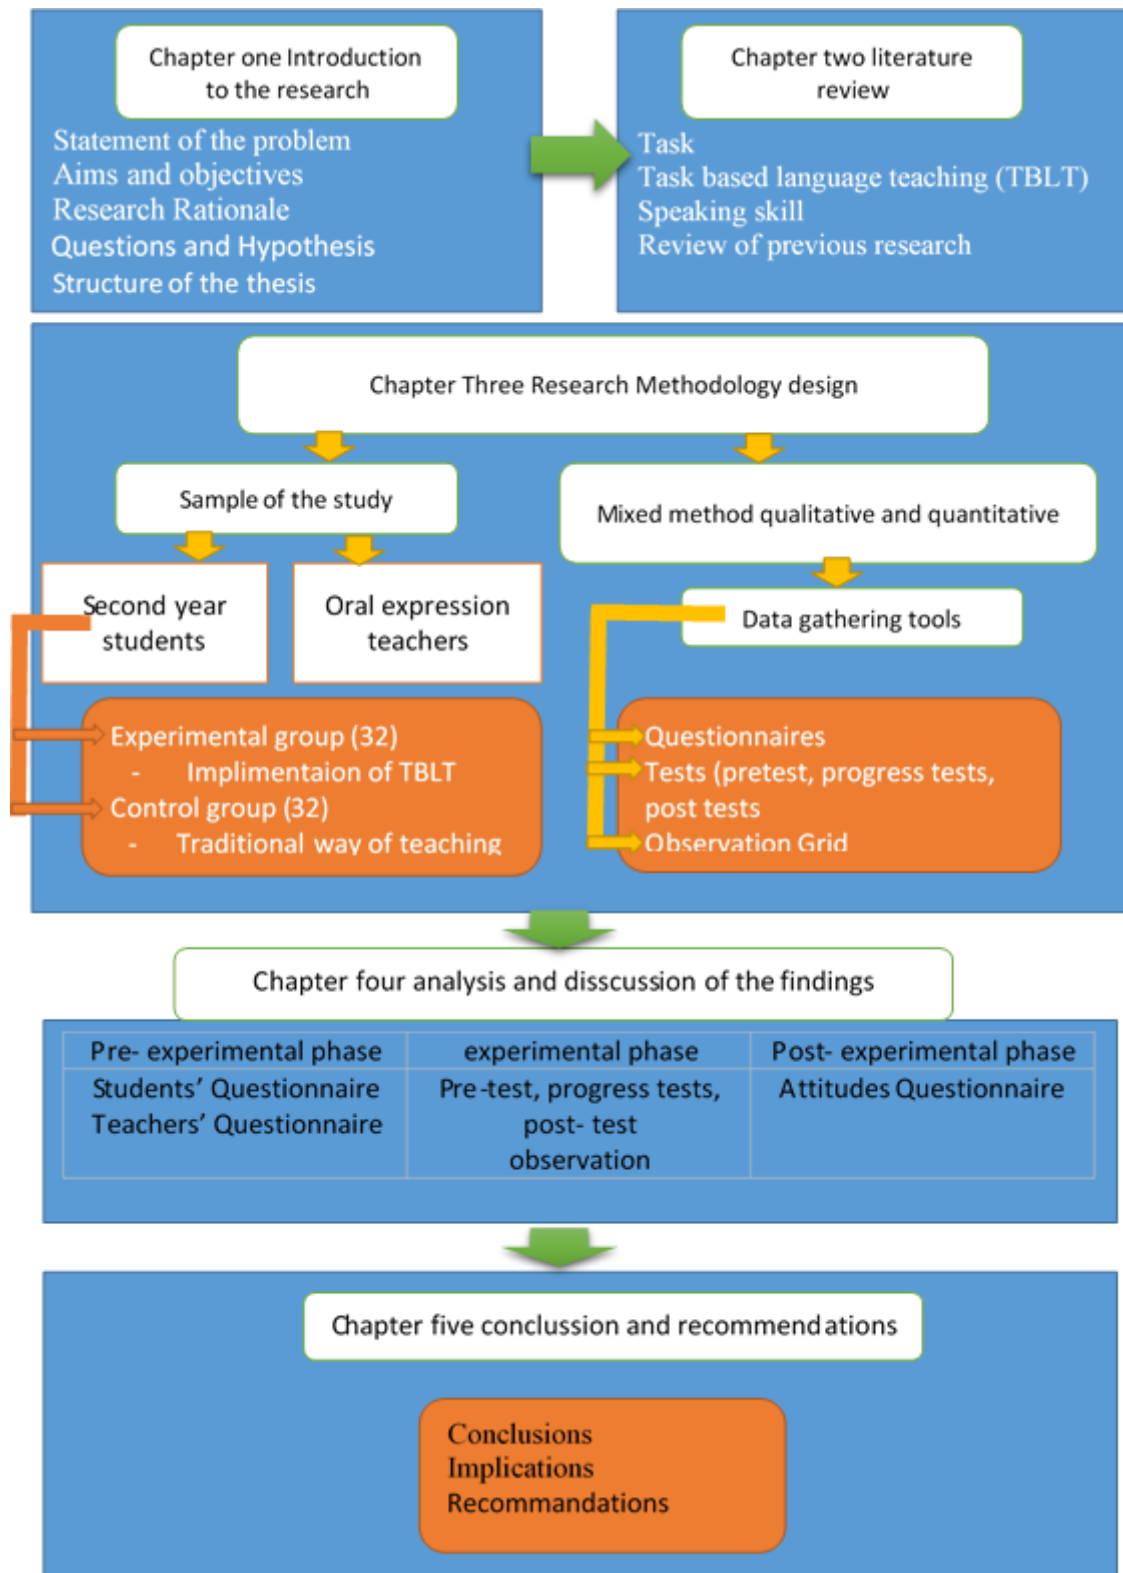 Chapter one Introduction
to the research
Statement of the problem
Aims and objectives
Research Rationale
Questions and Hypothesis
Structure of the thesis
Chapter two literature
review
Task
Task based language teaching (TBLT)
Speaking skill
Review of previous research
Chapter Three Research Methodology design
Sample of the study
Mixed method qualitative and quantitative
Second year
students
Oral expression
teachers
Data gathering tools
Experimental group (32)
- Implimentaion of TBLT
Control group (32)
- Traditional way of teaching
Questionnaires
Tests (pretest, progress tests,
post tests
Observation Grid
Chapter four analysis and disscussion of the findings
Pre- experimental phase
experimental phase
Post- experimental phase
Students’ Questionnaire
Teachers’ Questionnaire
Pre-test, progress tests,
post- test
observation
Attitudes Questionnaire
Chapter five conclussion and recommendations
Conclusions
Implications
Recommandations